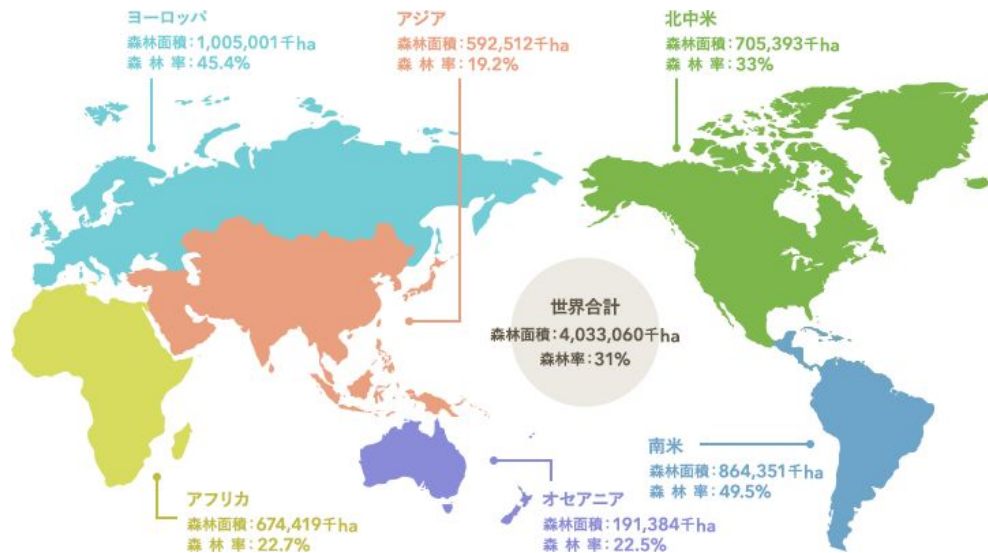 ヨーロッパ
森林面積:1,005,001千ha
森 林 率:45.4%
アジア
森林面積:592,512千ha
森 林 率:19.2%
北中米
森林面積:705,393千ha
森 林 率:33%
世界合計
森林面積:4,033,060千ha
森林率:31%
南米
森林面積:864,351千ha
森 林 率:49.5%
アフリカ
森林面積:674,419千ha
森 林 率:22.7%
オセアニア
森林面積:191,384千ha
森 林 率:22.5%